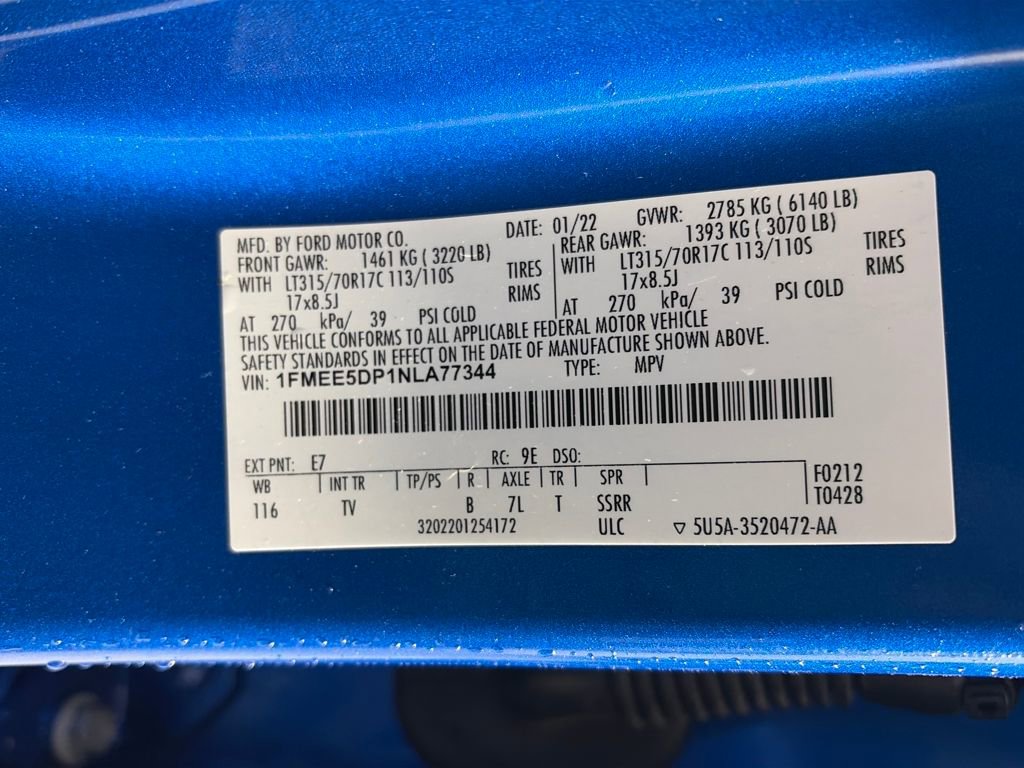 MFD. BY FORD MOTOR CO. DATE: 01/22 GVWR: 2785 KG ( 6140 LB)
FRONT GAWR: 1461 KG ( 3220 LB) REAR GAWR: 1393 KG ( 3070 LB)
WITH LT315/70R17C 113/110S TIRES WITH LT315/70R17C 113/110S TIRES
17x8.5J RIMS 17x8.5J RIMS
AT 270 kPa/ 39 PSI COLD AT 270 kPa/ 39 PSI COLD
THIS VEHICLE CONFORMS TO ALL APPLICABLE FEDERAL MOTOR VEHICLE
SAFETY STANDARDS IN EFFECT ON THE DATE OF MANUFACTURE SHOWN ABOVE.
VIN: 1FMEE5DP1NLA77344 TYPE: MPV
EXT PNT: E7 RC: 9E DSO:
WB INT TR TP/PS R AXLE TR SPR F0212
116 TV B 7L T SSRR T0428
3202201254172 ULC ▽ 5U5A-3520472-AA